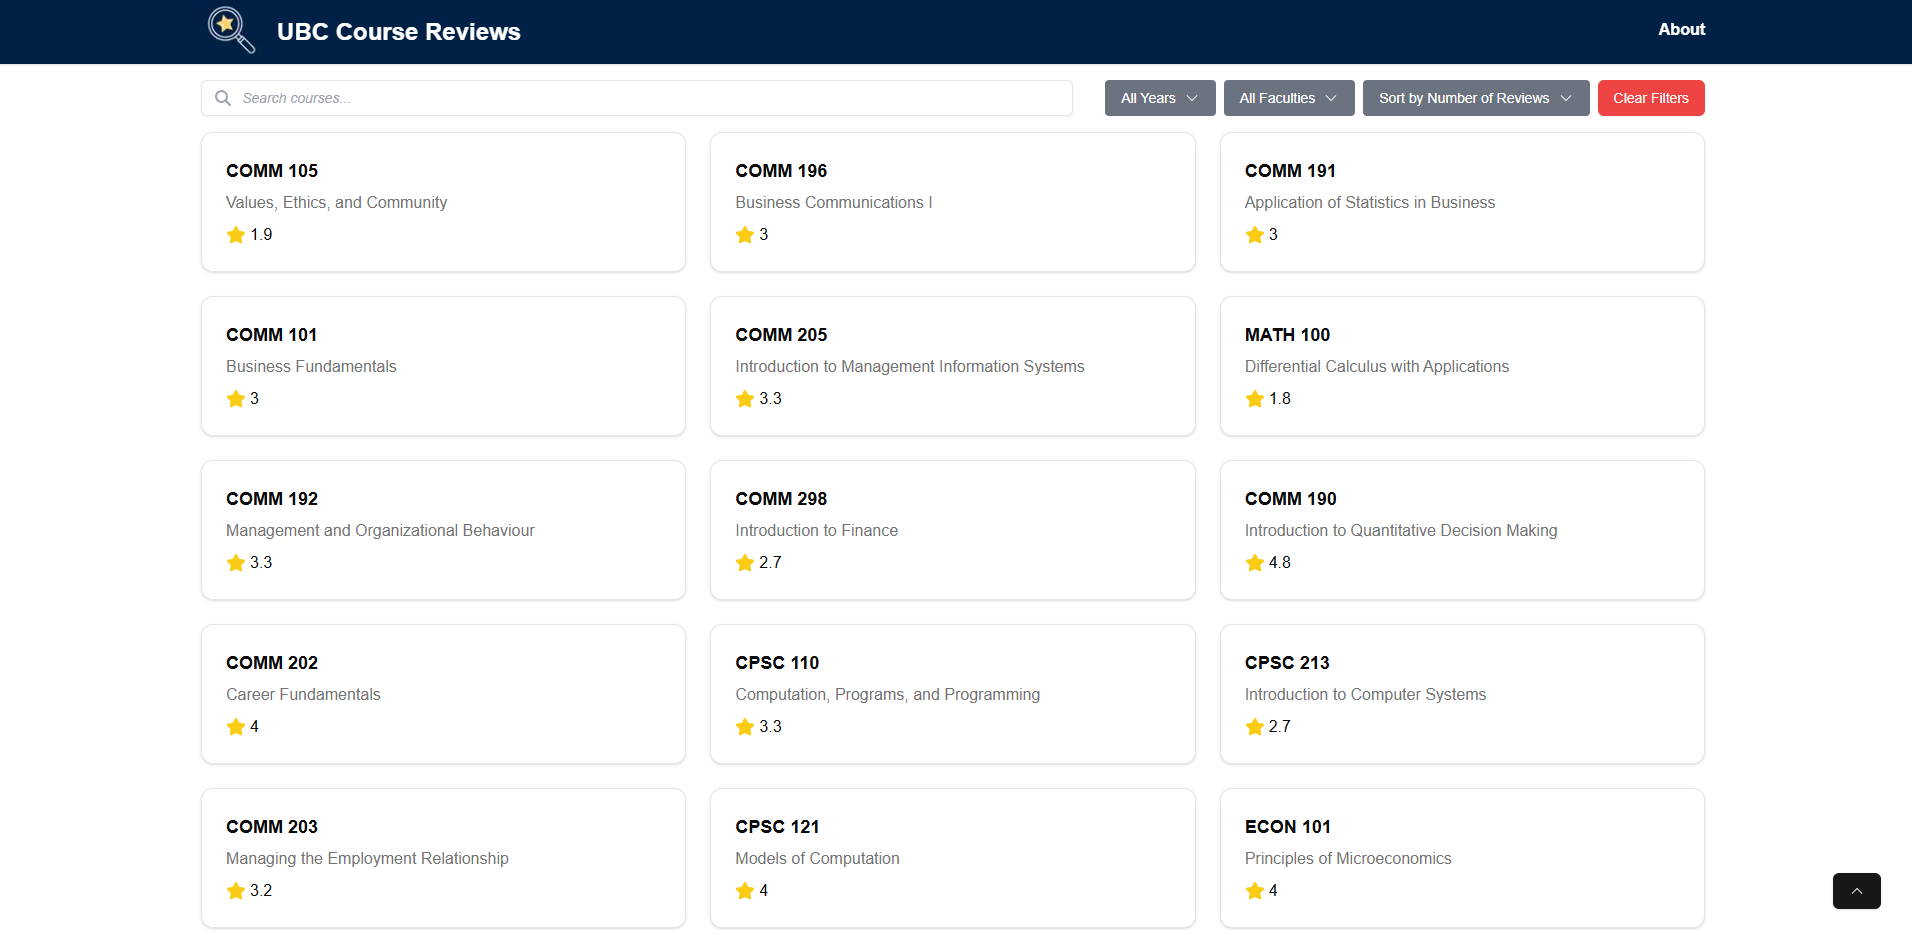 UBC Course Reviews
About
Search courses...
All Years
All Faculties
Sort by Number of Reviews
Clear Filters
COMM 105
Values, Ethics, and Community
1.9
COMM 196
Business Communications I
3
COMM 191
Application of Statistics in Business
3
COMM 101
Business Fundamentals
3
COMM 205
Introduction to Management Information Systems
3.3
MATH 100
Differential Calculus with Applications
1.8
COMM 192
Management and Organizational Behaviour
3.3
COMM 298
Introduction to Finance
2.7
COMM 190
Introduction to Quantitative Decision Making
4.8
COMM 202
Career Fundamentals
4
CPSC 110
Computation, Programs, and Programming
3.3
CPSC 213
Introduction to Computer Systems
2.7
COMM 203
Managing the Employment Relationship
3.2
CPSC 121
Models of Computation
4
ECON 101
Principles of Microeconomics
4